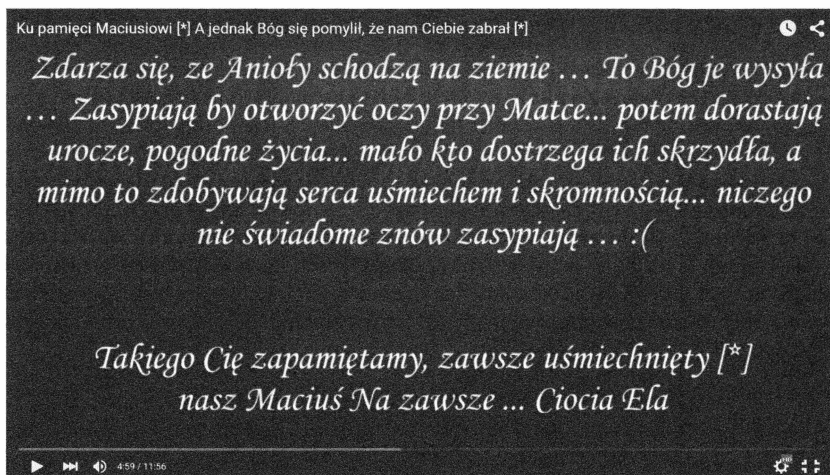 Ku pamięci Maciusiowi [*] A jednak Bóg się pomylił, że nam Ciebie zabrał [*]
Zdarza się, ze Anioły schodzą na ziemie ... To Bóg je wysyła
... Zasypiają by otworzyć oczy przy Matce... potem dorastają
urocze, pogodne życia... mało kto dostrzega ich skrzydła, a
mimo to zdobywają serca uśmiechem i skromnością... niczego
nie świadome znów zasypiają ... :(
Takiego Cię zapamiętamy, zawsze uśmiechnięty [*]
nasz Maciuś Na zawsze ... Ciocia Ela
4:59 / 11:56
HD